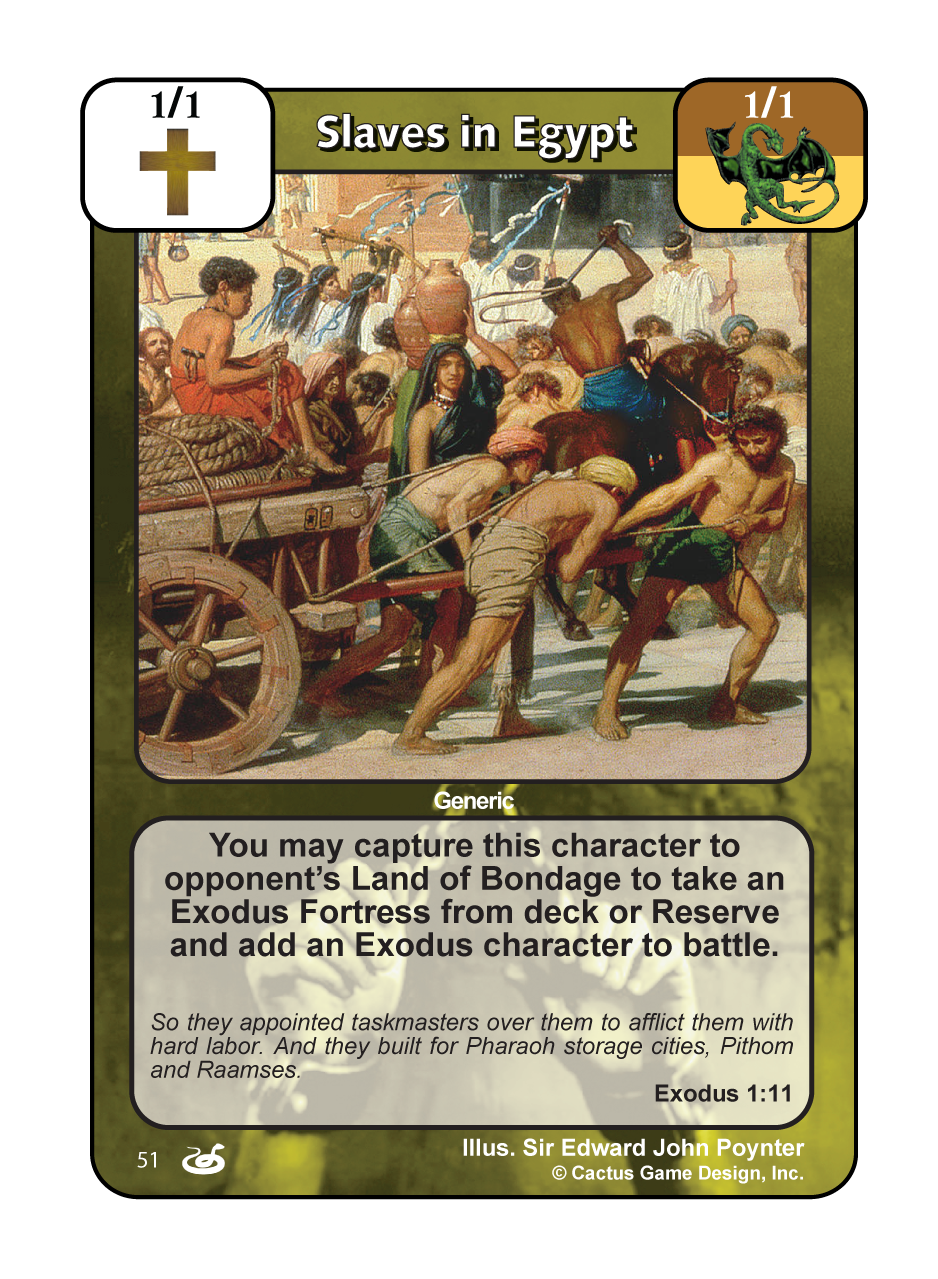 1/1
Slaves in Egypt
1/1
Generic
You may capture this character to
opponent's Land of Bondage to take an
Exodus Fortress from deck or Reserve
and add an Exodus character to battle.
So they appointed taskmasters over them to afflict them with
hard labor. And they built for Pharaoh storage cities, Pithom
and Raamses.
Exodus 1:11
51
Illus. Sir Edward John Poynter
© Cactus Game Design, Inc.